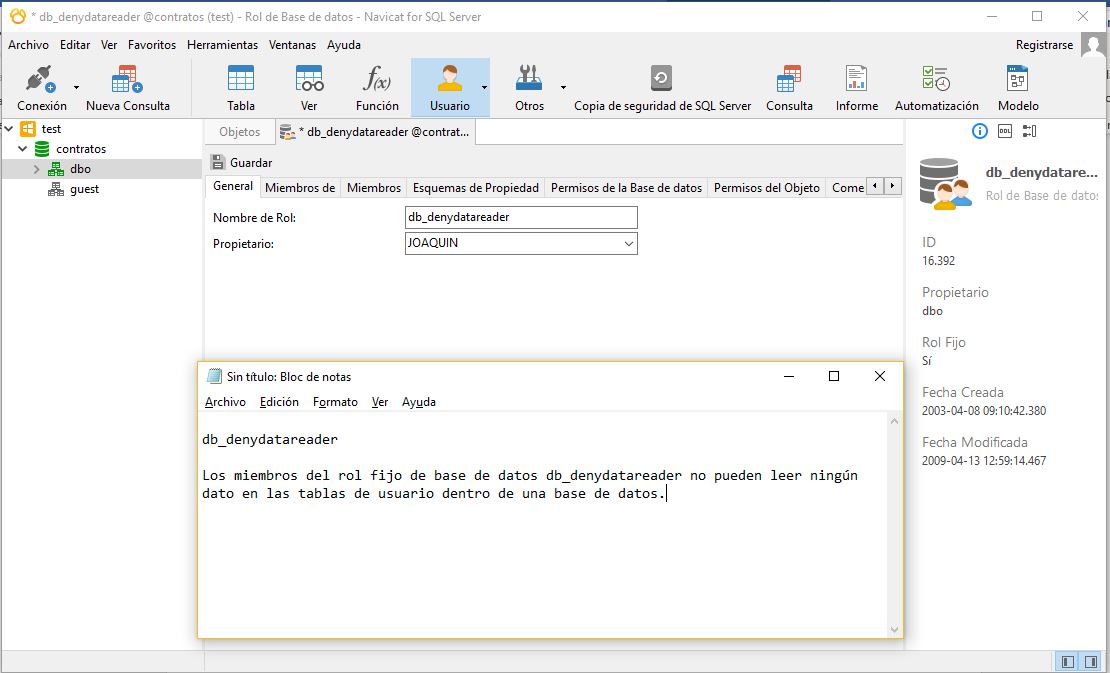 * db_denydatareader @contratos (test) - Rol de Base de datos - Navicat for SQL Server
Archivo Editar Ver Favoritos Herramientas Ventanas Ayuda
Registrarse
Conexión
Nueva Consulta
Tabla
Ver
f(x)
Función
Usuario
Otros
Copia de seguridad de SQL Server
Consulta
Informe
Automatización
Modelo
test
contratos
dbo
guest
Objetos
* db_denydatareader @contrat...
Guardar
General
Miembros de
Miembros
Esquemas de Propiedad
Permisos de la Base de datos
Permisos del Objeto
Come
Nombre de Rol:
db_denydatareader
Propietario:
JOAQUIN
DDL
db_denydatare...
Rol de Base de datos
ID
16.392
Propietario
dbo
Rol Fijo
Sí
Fecha Creada
2003-04-08 09:10:42.380
Fecha Modificada
2009-04-13 12:59:14.467
Sin título: Bloc de notas
Archivo Edición Formato Ver Ayuda
db_denydatareader
Los miembros del rol fijo de base de datos db_denydatareader no pueden leer ningún
dato en las tablas de usuario dentro de una base de datos.